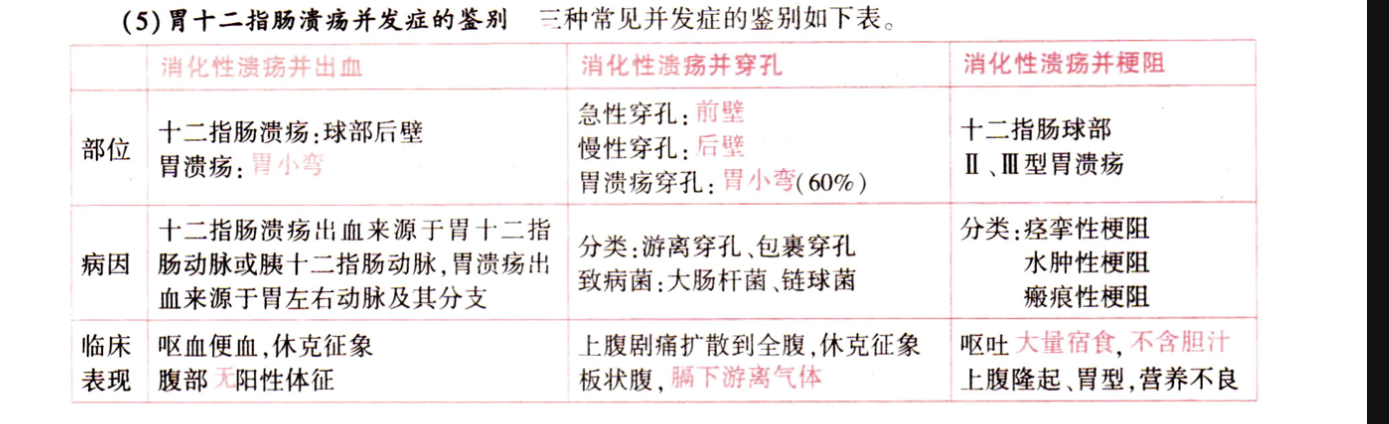 (5)胃十二指肠溃疡并发症的鉴别 三种常见并发症的鉴别如下表。
消化性溃疡并出血 消化性溃疡并穿孔 消化性溃疡并梗阻
部位
十二指肠溃疡:球部后壁
胃溃疡:胃小弯
急性穿孔:前壁
慢性穿孔:后壁
胃溃疡穿孔:胃小弯(60%)
十二指肠球部
Ⅱ、Ⅲ型胃溃疡
病因
十二指肠溃疡出血来源于胃十二指
肠动脉或胰十二指肠动脉,胃溃疡出
血来源于胃左右动脉及其分支
分类:游离穿孔、包裹穿孔
致病菌:大肠杆菌、链球菌
分类:痉挛性梗阻
水肿性梗阻
瘢痕性梗阻
临床
表现
呕血便血,休克征象
腹部无阳性体征
上腹剧痛扩散到全腹,休克征象
板状腹,膈下游离气体
呕吐大量宿食,不含胆汁
上腹隆起、胃型,营养不良